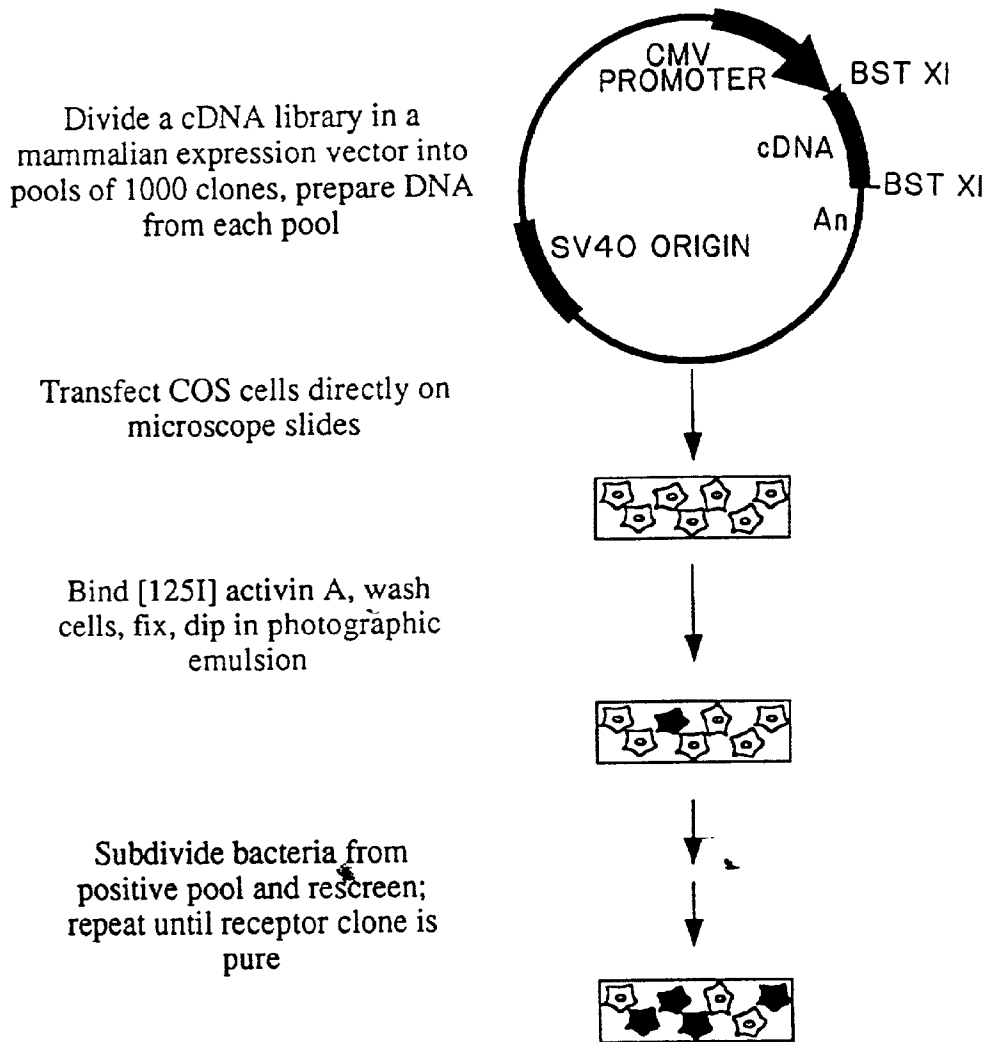 CMV
PROMOTER
BST XI
cDNA
BST XI
An
SV40 ORIGIN
Divide a cDNA library in a
mammalian expression vector into
pools of 1000 clones, prepare DNA
from each pool
Transfect COS cells directly on
microscope slides
Bind [125I] activin A, wash
cells, fix, dip in photographic
emulsion
Subdivide bacteria from
positive pool and rescreen;
repeat until receptor clone is
pure